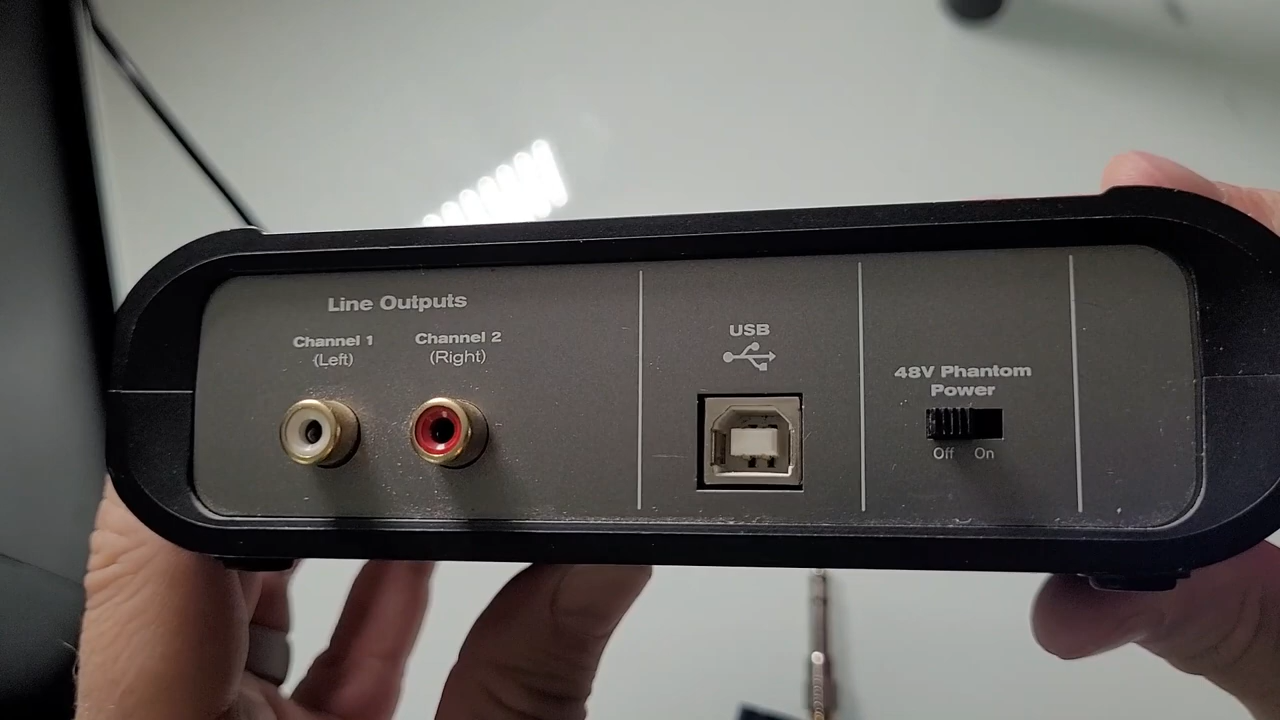 Line Outputs
Channel 1
(Left)
Channel 2
(Right)
USB
48V Phantom
Power
Off On